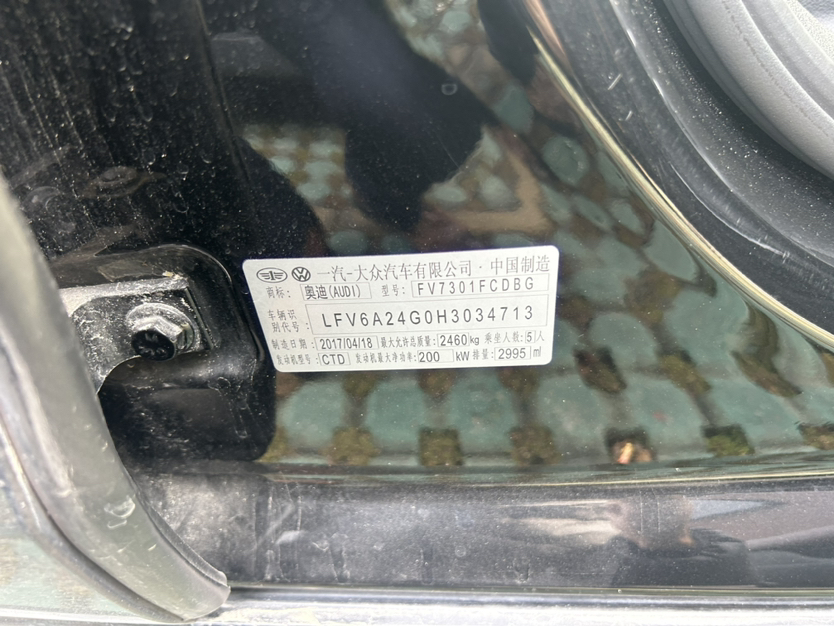 一汽-大众汽车有限公司·中国制造
商标: 奥迪(AUDI) 型号: FV7301FCDBG
车辆识别代号: LFV6A24G0H3034713
制造日期: 2017/04/18 最大允许总质量: 2460 kg 乘坐人数: 5 人
发动机型号: CTD 发动机最大净功率: 200 kW 排量: 2995 ml